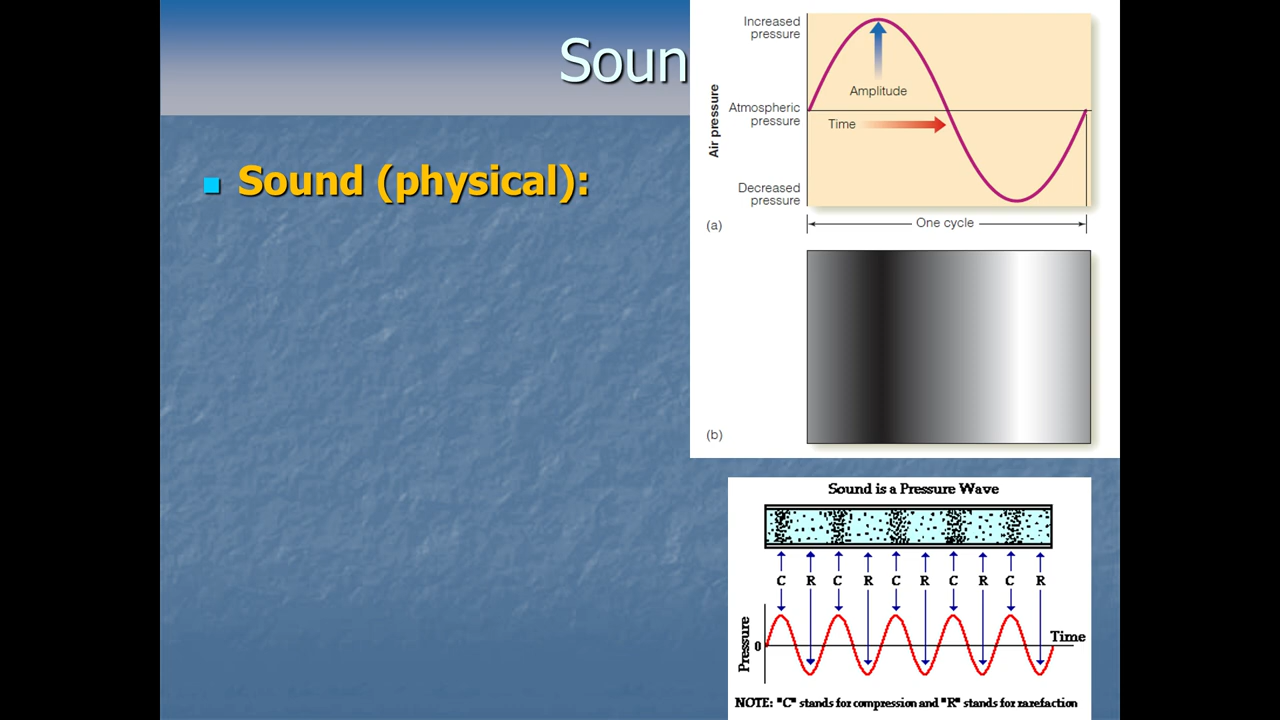 Soun
Sound (physical):
Increased
pressure
Amplitude
Atmospheric
pressure
Time
Air pressure
Decreased
pressure
(a)
One cycle
(b)
Sound is a Pressure Wave
C R C R C R C R C R
Pressure
0
Time
NOTE: "C" stands for compression and "R" stands for rarefaction